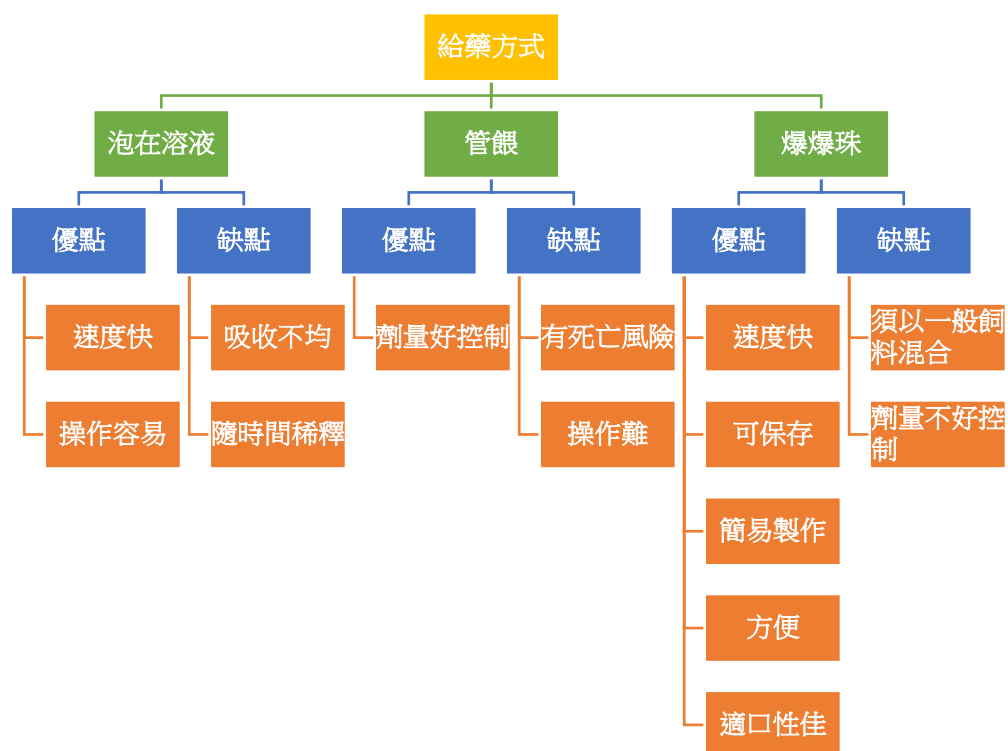 給藥方式
泡在溶液
管餵
爆爆珠
優點
缺點
優點
缺點
優點
缺點
速度快
吸收不均
劑量好控制
有死亡風險
速度快
須以一般飼
料混合
操作容易
隨時間稀釋
操作難
可保存
劑量不好控
制
簡易製作
方便
適口性佳